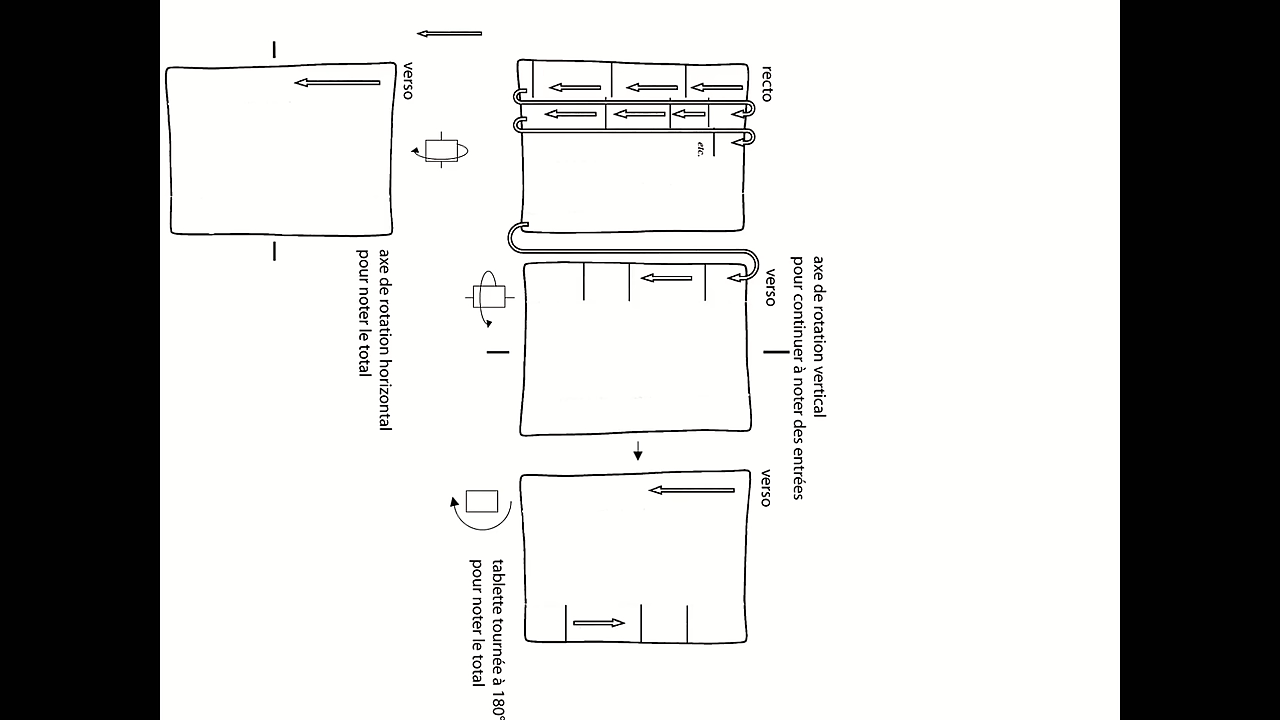 recto
etc.
verso
axe de rotation vertical
pour continuer à noter des entrées
verso
tablette tournée à 180°
pour noter le total
verso
axe de rotation horizontal
pour noter le total